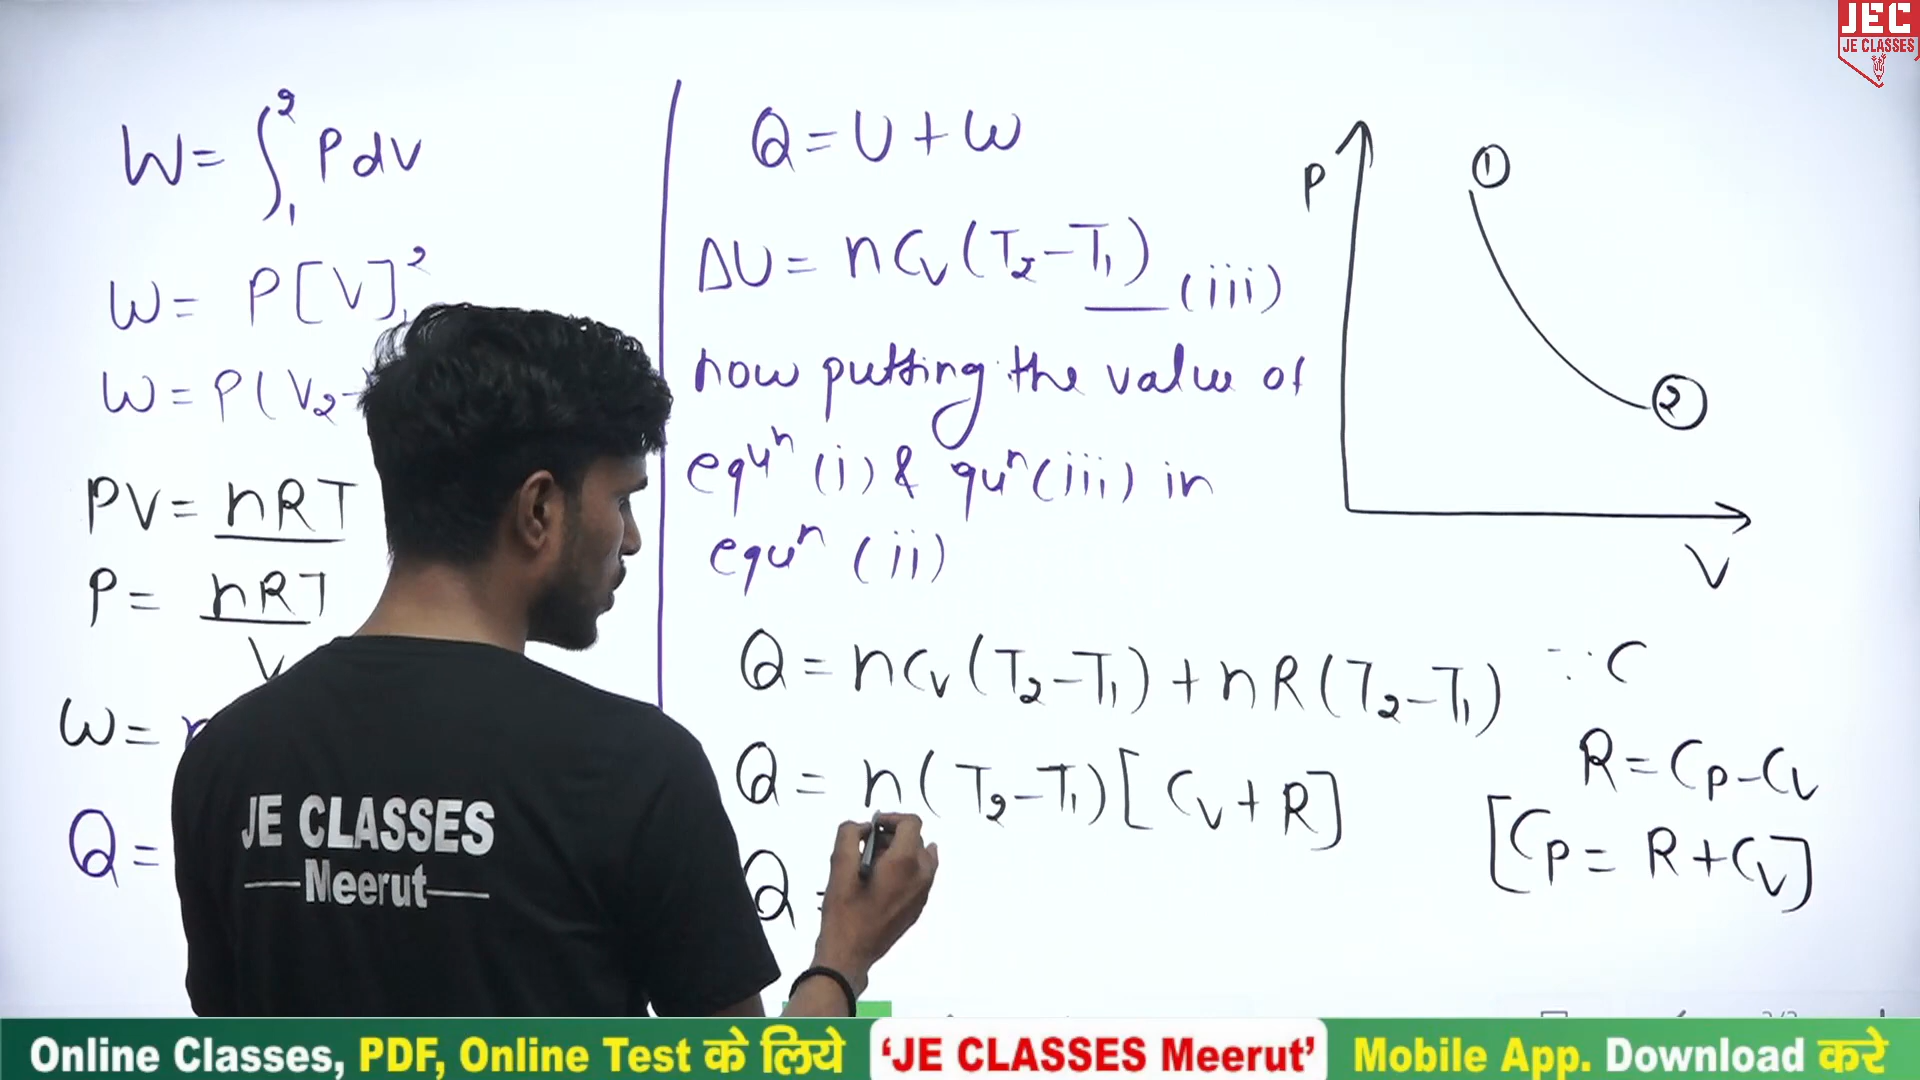 JEC
JE CLASSES
W = ∫₁² P dV
W = P[V]₁²
W = P(V₂-
PV = nRT
P = nRT
V
W =
Q =
Q = U + W
ΔU = nCv(T₂-T₁) (iii)
now putting the value of
equⁿ (i) & quⁿ (iii) in
equⁿ (ii)
Q = nCv(T₂-T₁) + nR(T₂-T₁) ∵ C
Q = n(T₂-T₁)[Cv + R]
Q =
R = Cp-Cv
[Cp = R + Cv]
P
①
②
V
JE CLASSES
Meerut
Online Classes, PDF, Online Test के लिये 'JE CLASSES Meerut' Mobile App. Download करे